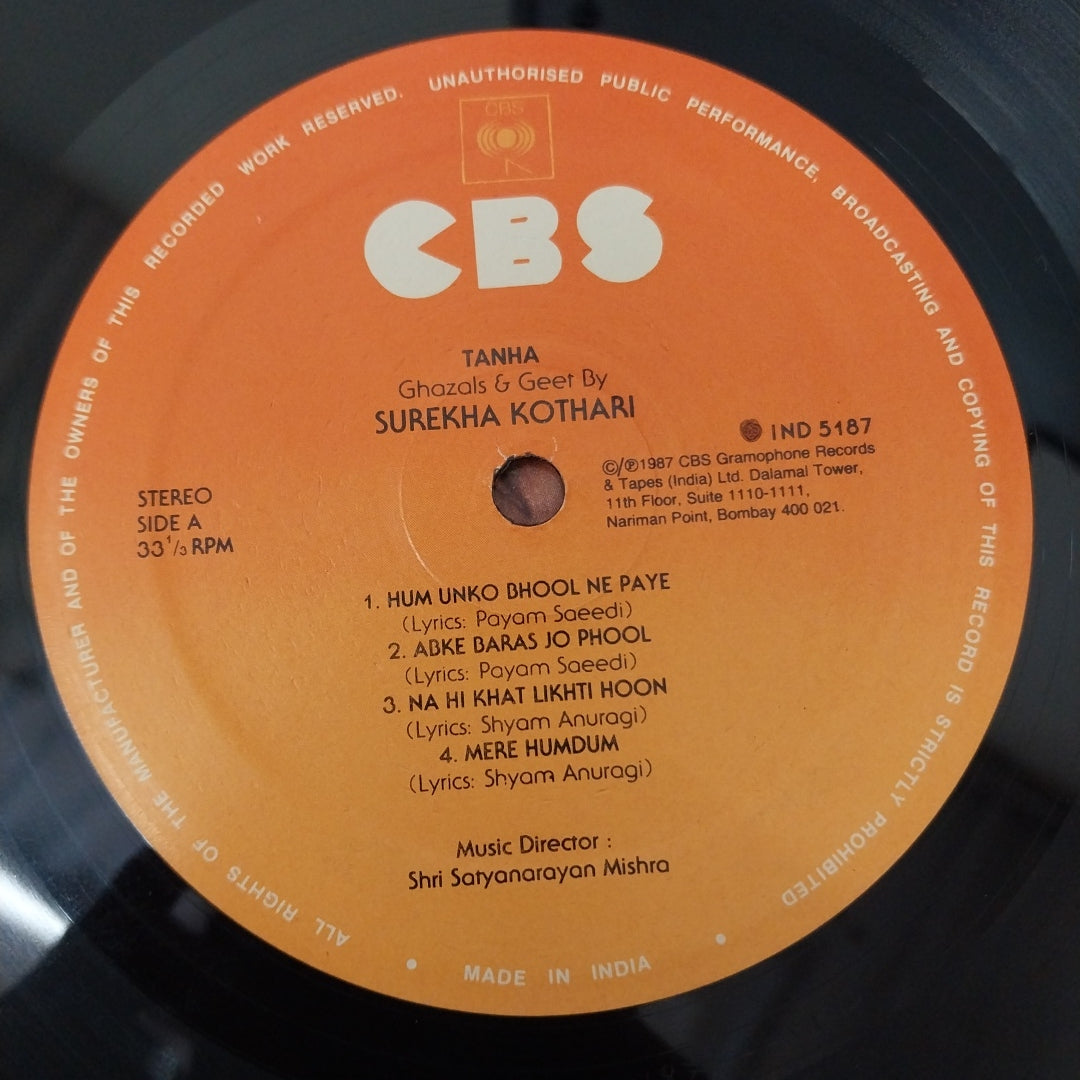 ALL RIGHTS OF THE MANUFACTURER AND OF THE OWNERS OF THIS RECORDED WORK RESERVED. UNAUTHORISED PUBLIC PERFORMANCE, BROADCASTING AND COPYING OF THIS RECORD IS STRICTLY PROHIBITED
CBS
CBS
TANHA
Ghazals & Geet By
SUREKHA KOTHARI
IND 5187
©/℗1987 CBS Gramophone Records
& Tapes (India) Ltd. Dalamal Tower,
11th Floor, Suite 1110-1111,
Nariman Point, Bombay 400 021.
STEREO
SIDE A
33 1/3 RPM
1. HUM UNKO BHOOL NE PAYE
(Lyrics: Payam Saeedi)
2. ABKE BARAS JO PHOOL
(Lyrics: Payam Saeedi)
3. NA HI KHAT LIKHTI HOON
(Lyrics: Shyam Anuragi)
4. MERE HUMDUM
(Lyrics: Shyam Anuragi)
Music Director :
Shri Satyanarayan Mishra
• MADE IN INDIA •